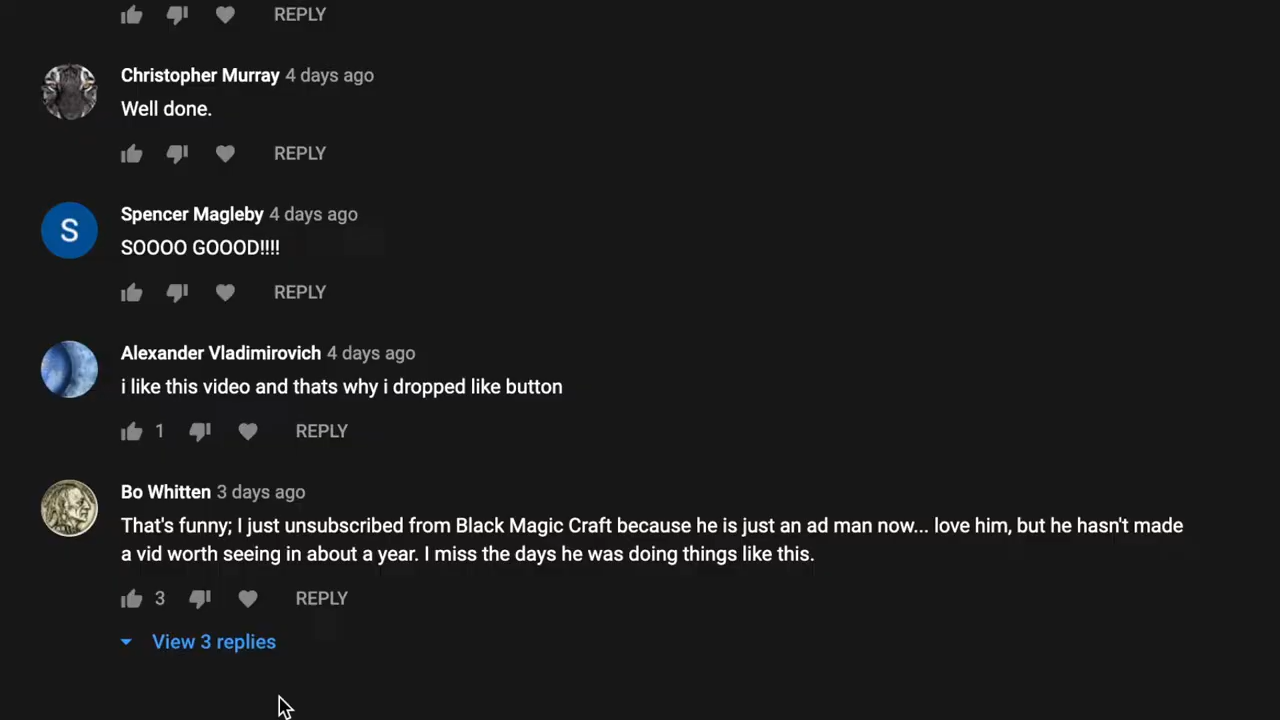 REPLY
Christopher Murray 4 days ago
Well done.
REPLY
S
Spencer Magleby 4 days ago
SOOOO GOOOD!!!!
REPLY
Alexander Vladimirovich 4 days ago
i like this video and thats why i dropped like button
1 REPLY
Bo Whitten 3 days ago
That's funny; I just unsubscribed from Black Magic Craft because he is just an ad man now... love him, but he hasn't made
a vid worth seeing in about a year. I miss the days he was doing things like this.
3 REPLY
View 3 replies